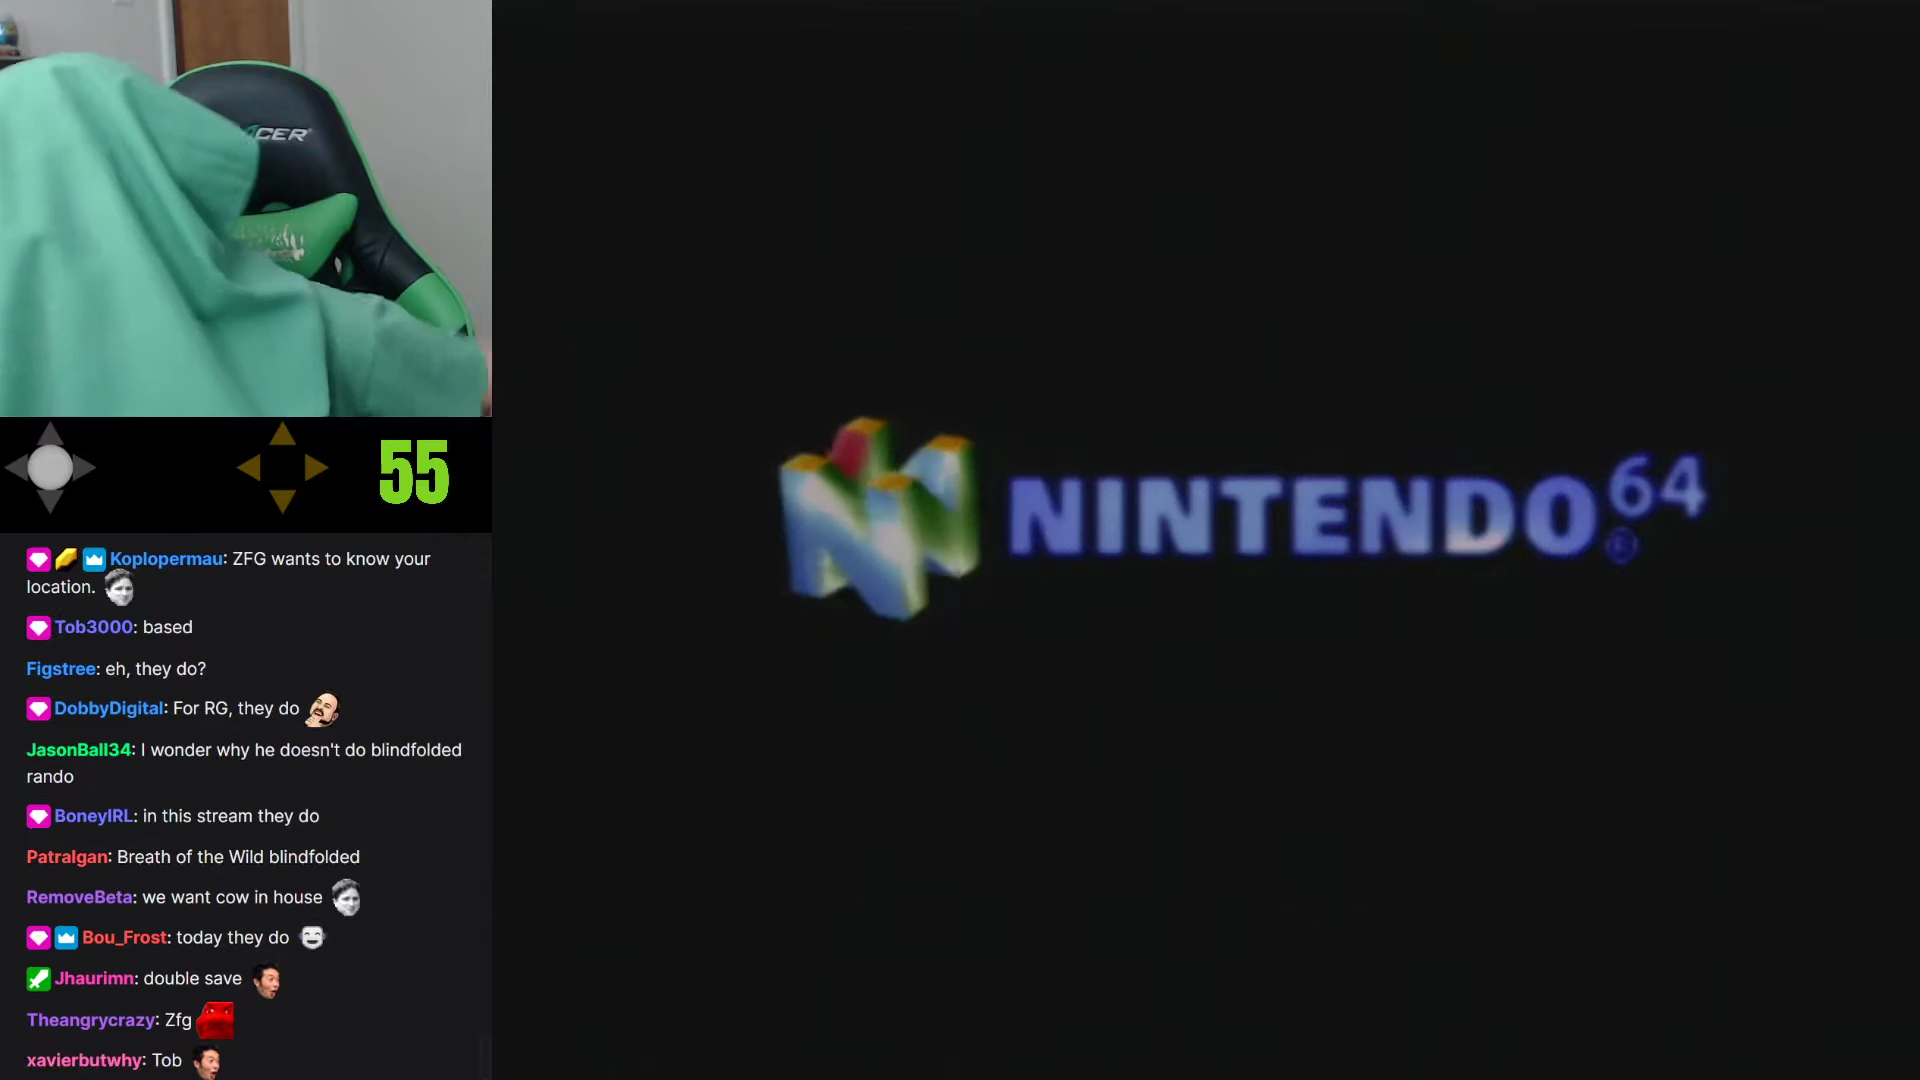 CER
55
NINTENDO 64
Koplopermau: ZFG wants to know your
location.
Tob3000: based
Figstree: eh, they do?
DobbyDigital: For RG, they do
JasonBall34: I wonder why he doesn't do blindfolded
rando
BoneyIRL: in this stream they do
Patralgan: Breath of the Wild blindfolded
RemoveBeta: we want cow in house
Bou_Frost: today they do
Jhaurimn: double save
Theangrycrazy: Zfg
xavierbutwhy: Tob